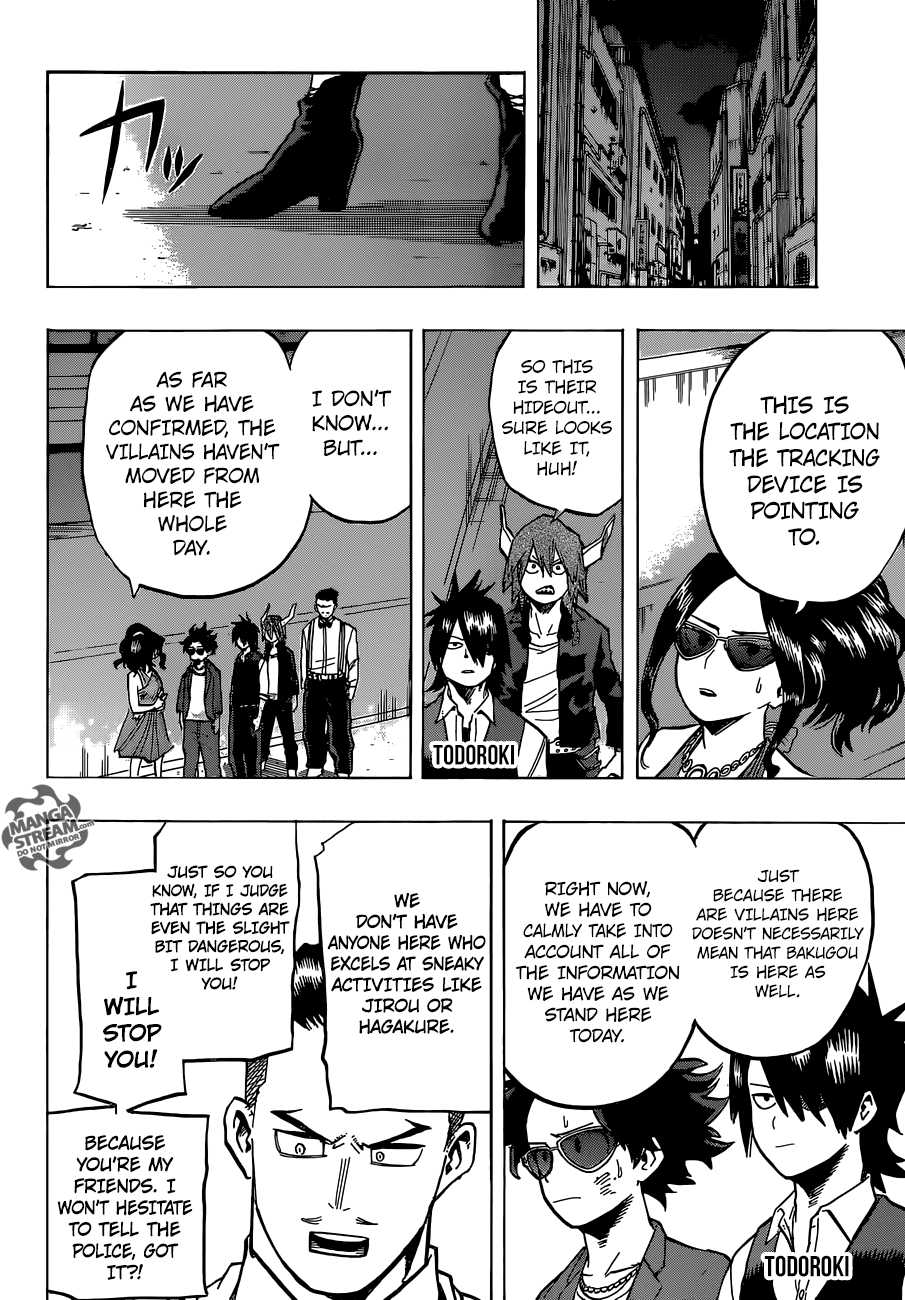 カッ
THIS IS
THE LOCATION
THE TRACKING
DEVICE IS
POINTING
TO.
SO THIS
IS THEIR
HIDEOUT...
SURE LOOKS
LIKE IT,
HUH!
TODOROKI
I DON'T
KNOW...
BUT...
AS FAR
AS WE HAVE
CONFIRMED, THE
VILLAINS HAVEN'T
MOVED FROM
HERE THE
WHOLE
DAY.
JUST
BECAUSE THERE
ARE VILLAINS HERE
DOESN'T NECESSARILY
MEAN THAT BAKUGOU
IS HERE AS
WELL.
RIGHT NOW,
WE HAVE TO
CALMLY TAKE INTO
ACCOUNT ALL OF
THE INFORMATION
WE HAVE AS WE
STAND HERE
TODAY.
TODOROKI
WE
DON'T HAVE
ANYONE HERE WHO
EXCELS AT SNEAKY
ACTIVITIES LIKE
JIROU OR
HAGAKURE.
JUST SO YOU
KNOW, IF I JUDGE
THAT THINGS ARE
EVEN THE SLIGHT
BIT DANGEROUS,
I WILL STOP YOU!
I
WILL
STOP
YOU!
BECAUSE
YOU'RE MY
FRIENDS. I
WON'T HESITATE
TO TELL THE
POLICE, GOT
IT?!
MANGA
STREAM.com
DO NOT MIRROR